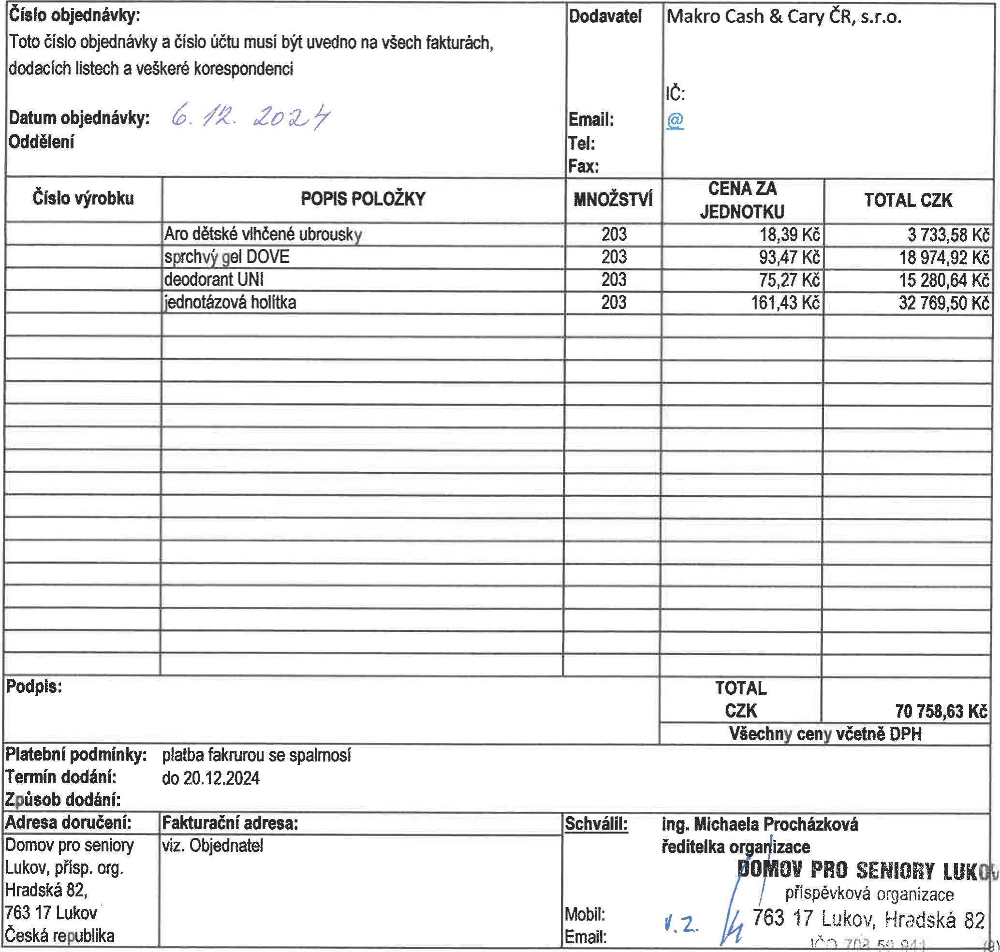 Číslo objednávky:
Toto číslo objednávky a číslo účtu musí být uvedno na všech fakturách,
dodacích listech a veškeré korespondenci
Datum objednávky: 6. 12. 2024
Oddělení
Dodavatel Makro Cash & Cary ČR, s.r.o.
IČ:
Email: @
Tel:
Fax:
Číslo výrobku POPIS POLOŽKY MNOŽSTVÍ CENA ZA JEDNOTKU TOTAL CZK
Aro dětské vlhčené ubrousky 203 18,39 Kč 3 733,58 Kč
sprchvý gel DOVE 203 93,47 Kč 18 974,92 Kč
deodorant UNI 203 75,27 Kč 15 280,64 Kč
jednotázová holítka 203 161,43 Kč 32 769,50 Kč
Podpis:
TOTAL
CZK 70 758,63 Kč
Všechny ceny včetně DPH
Platební podmínky: platba fakrurou se spalrnosí
Termín dodání: do 20.12.2024
Způsob dodání:
Adresa doručení: Fakturační adresa:
Domov pro seniory viz. Objednatel
Lukov, přísp. org.
Hradská 82,
763 17 Lukov
Česká republika
Schválil: ing. Michaela Procházková
ředitelka organizace
DOMOV PRO SENIORY LUKOV
příspěvková organizace
763 17 Lukov, Hradská 82
Mobil: v.z.
Email:
IČO 708 50 941 (9)